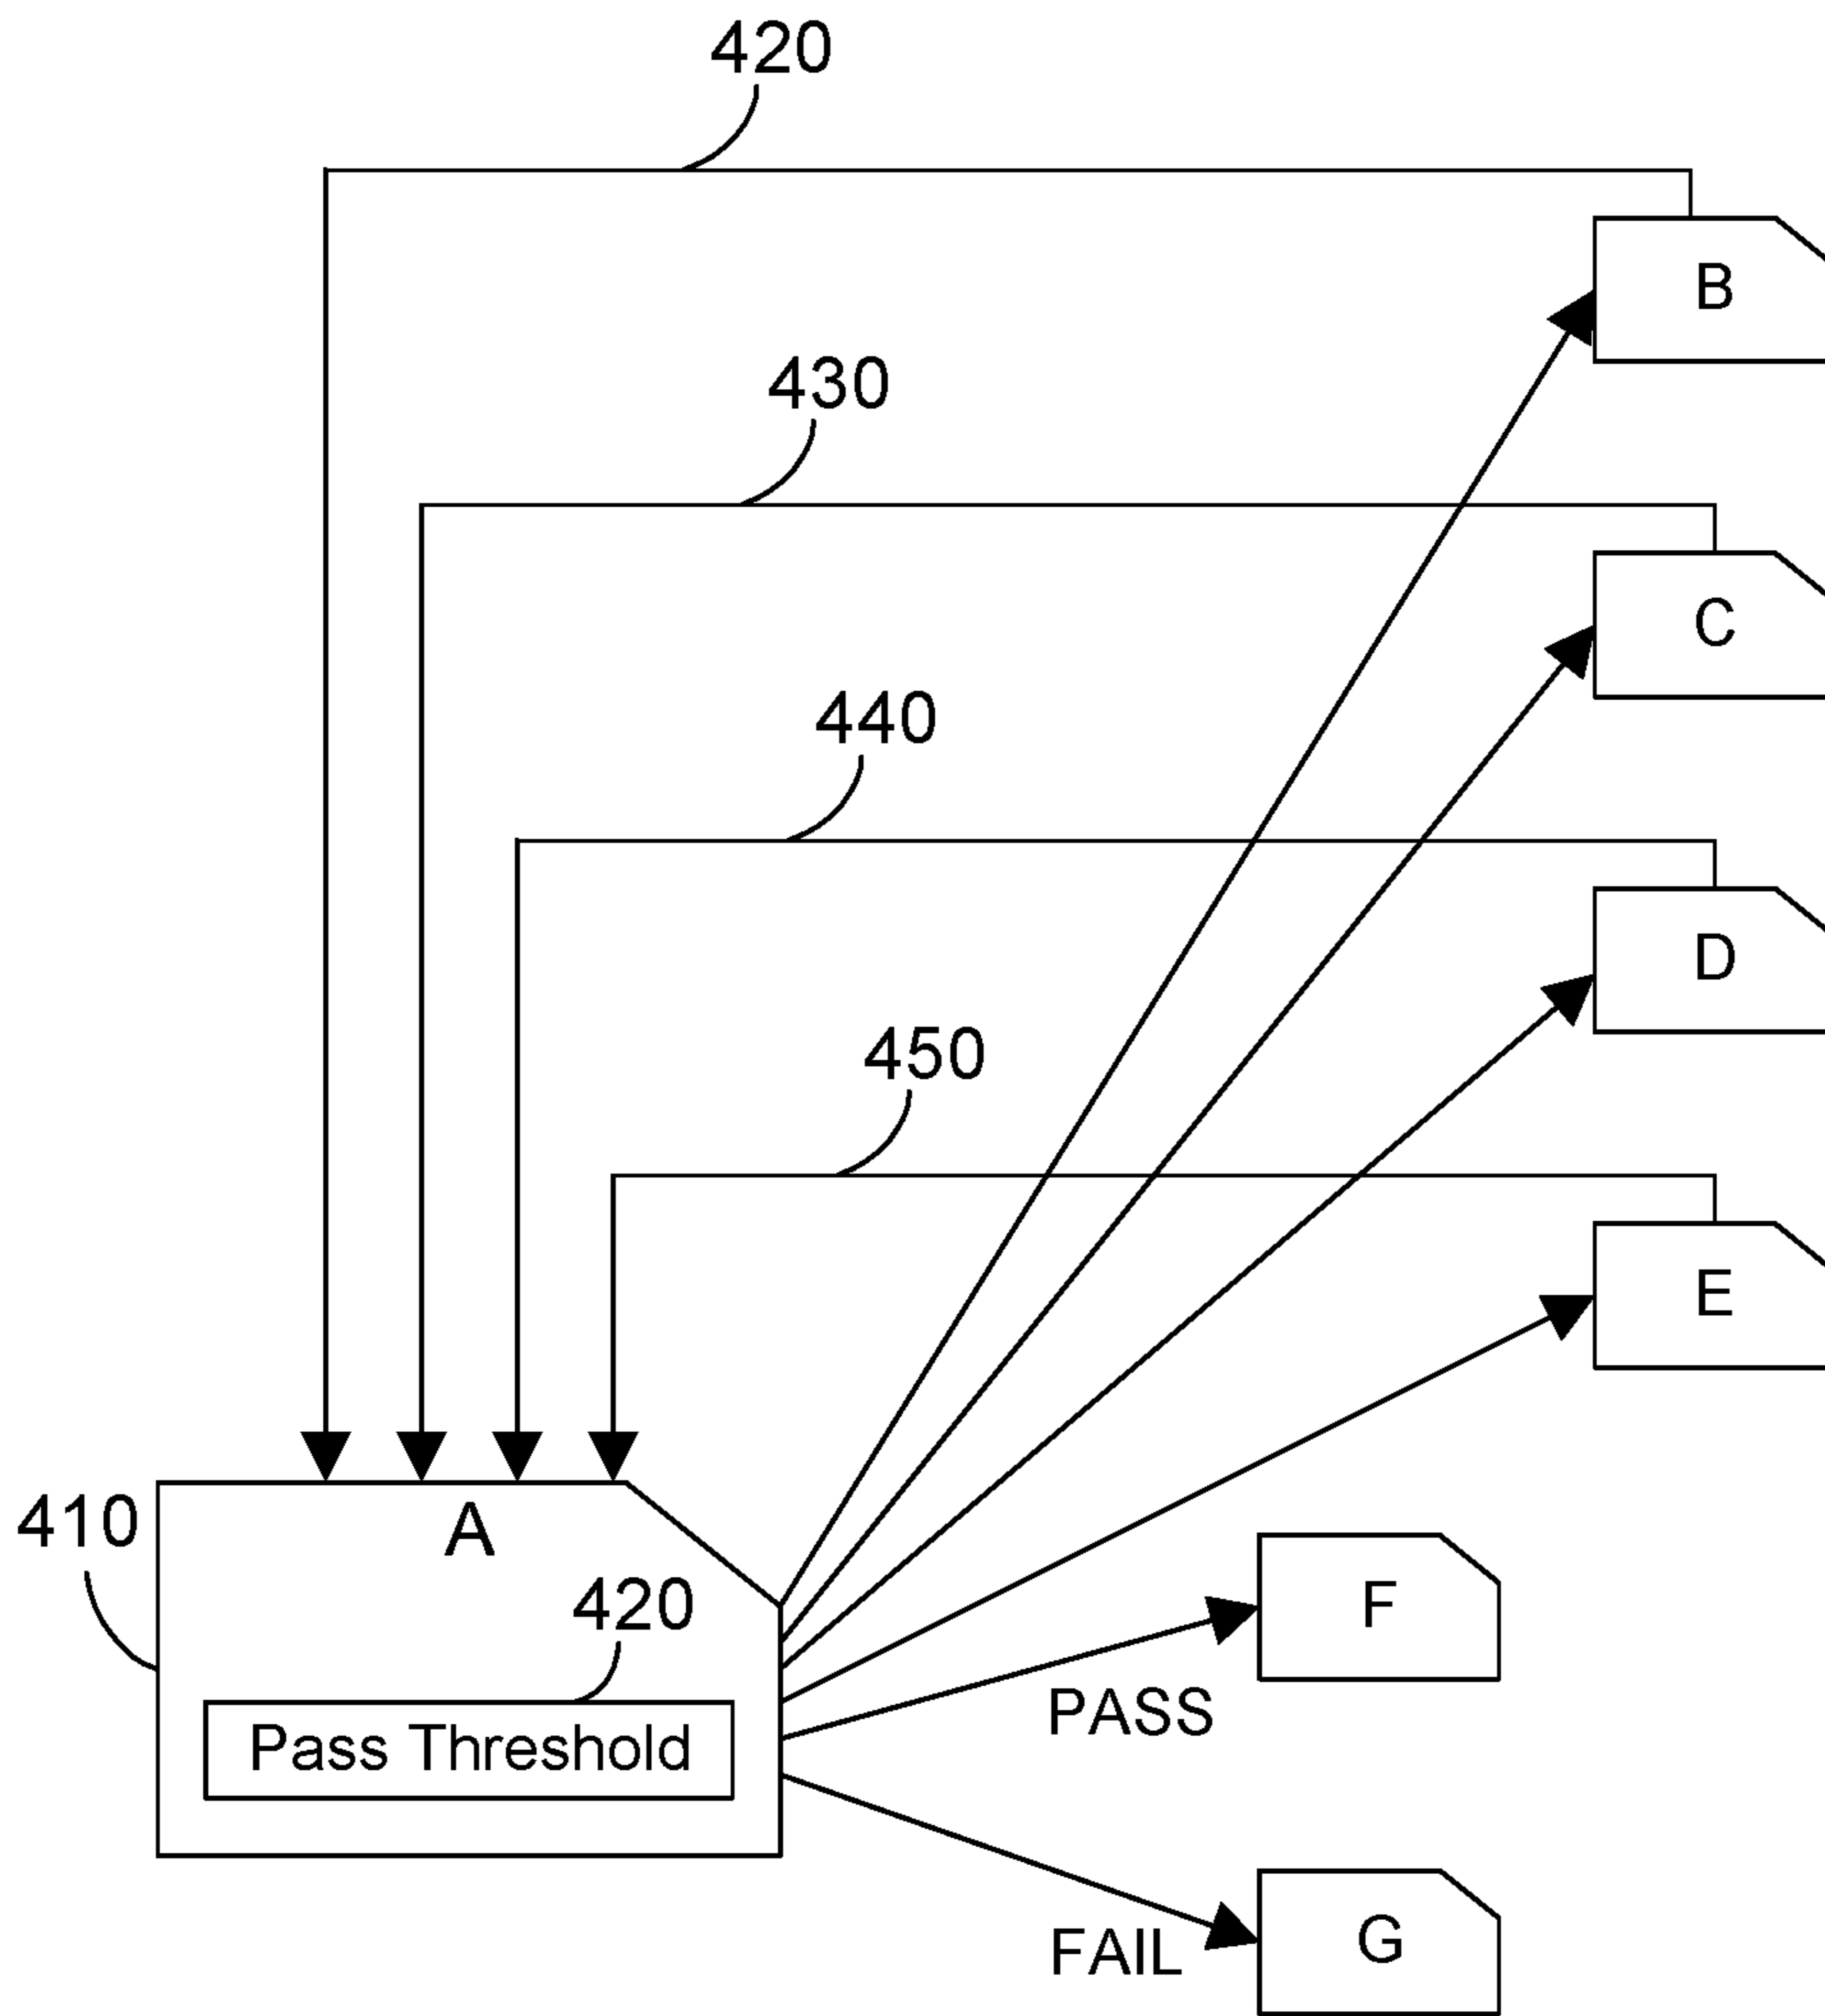 420
B
430
C
440
D
450
E
410
A
420
F
PASS
Pass Threshold
G
FAIL